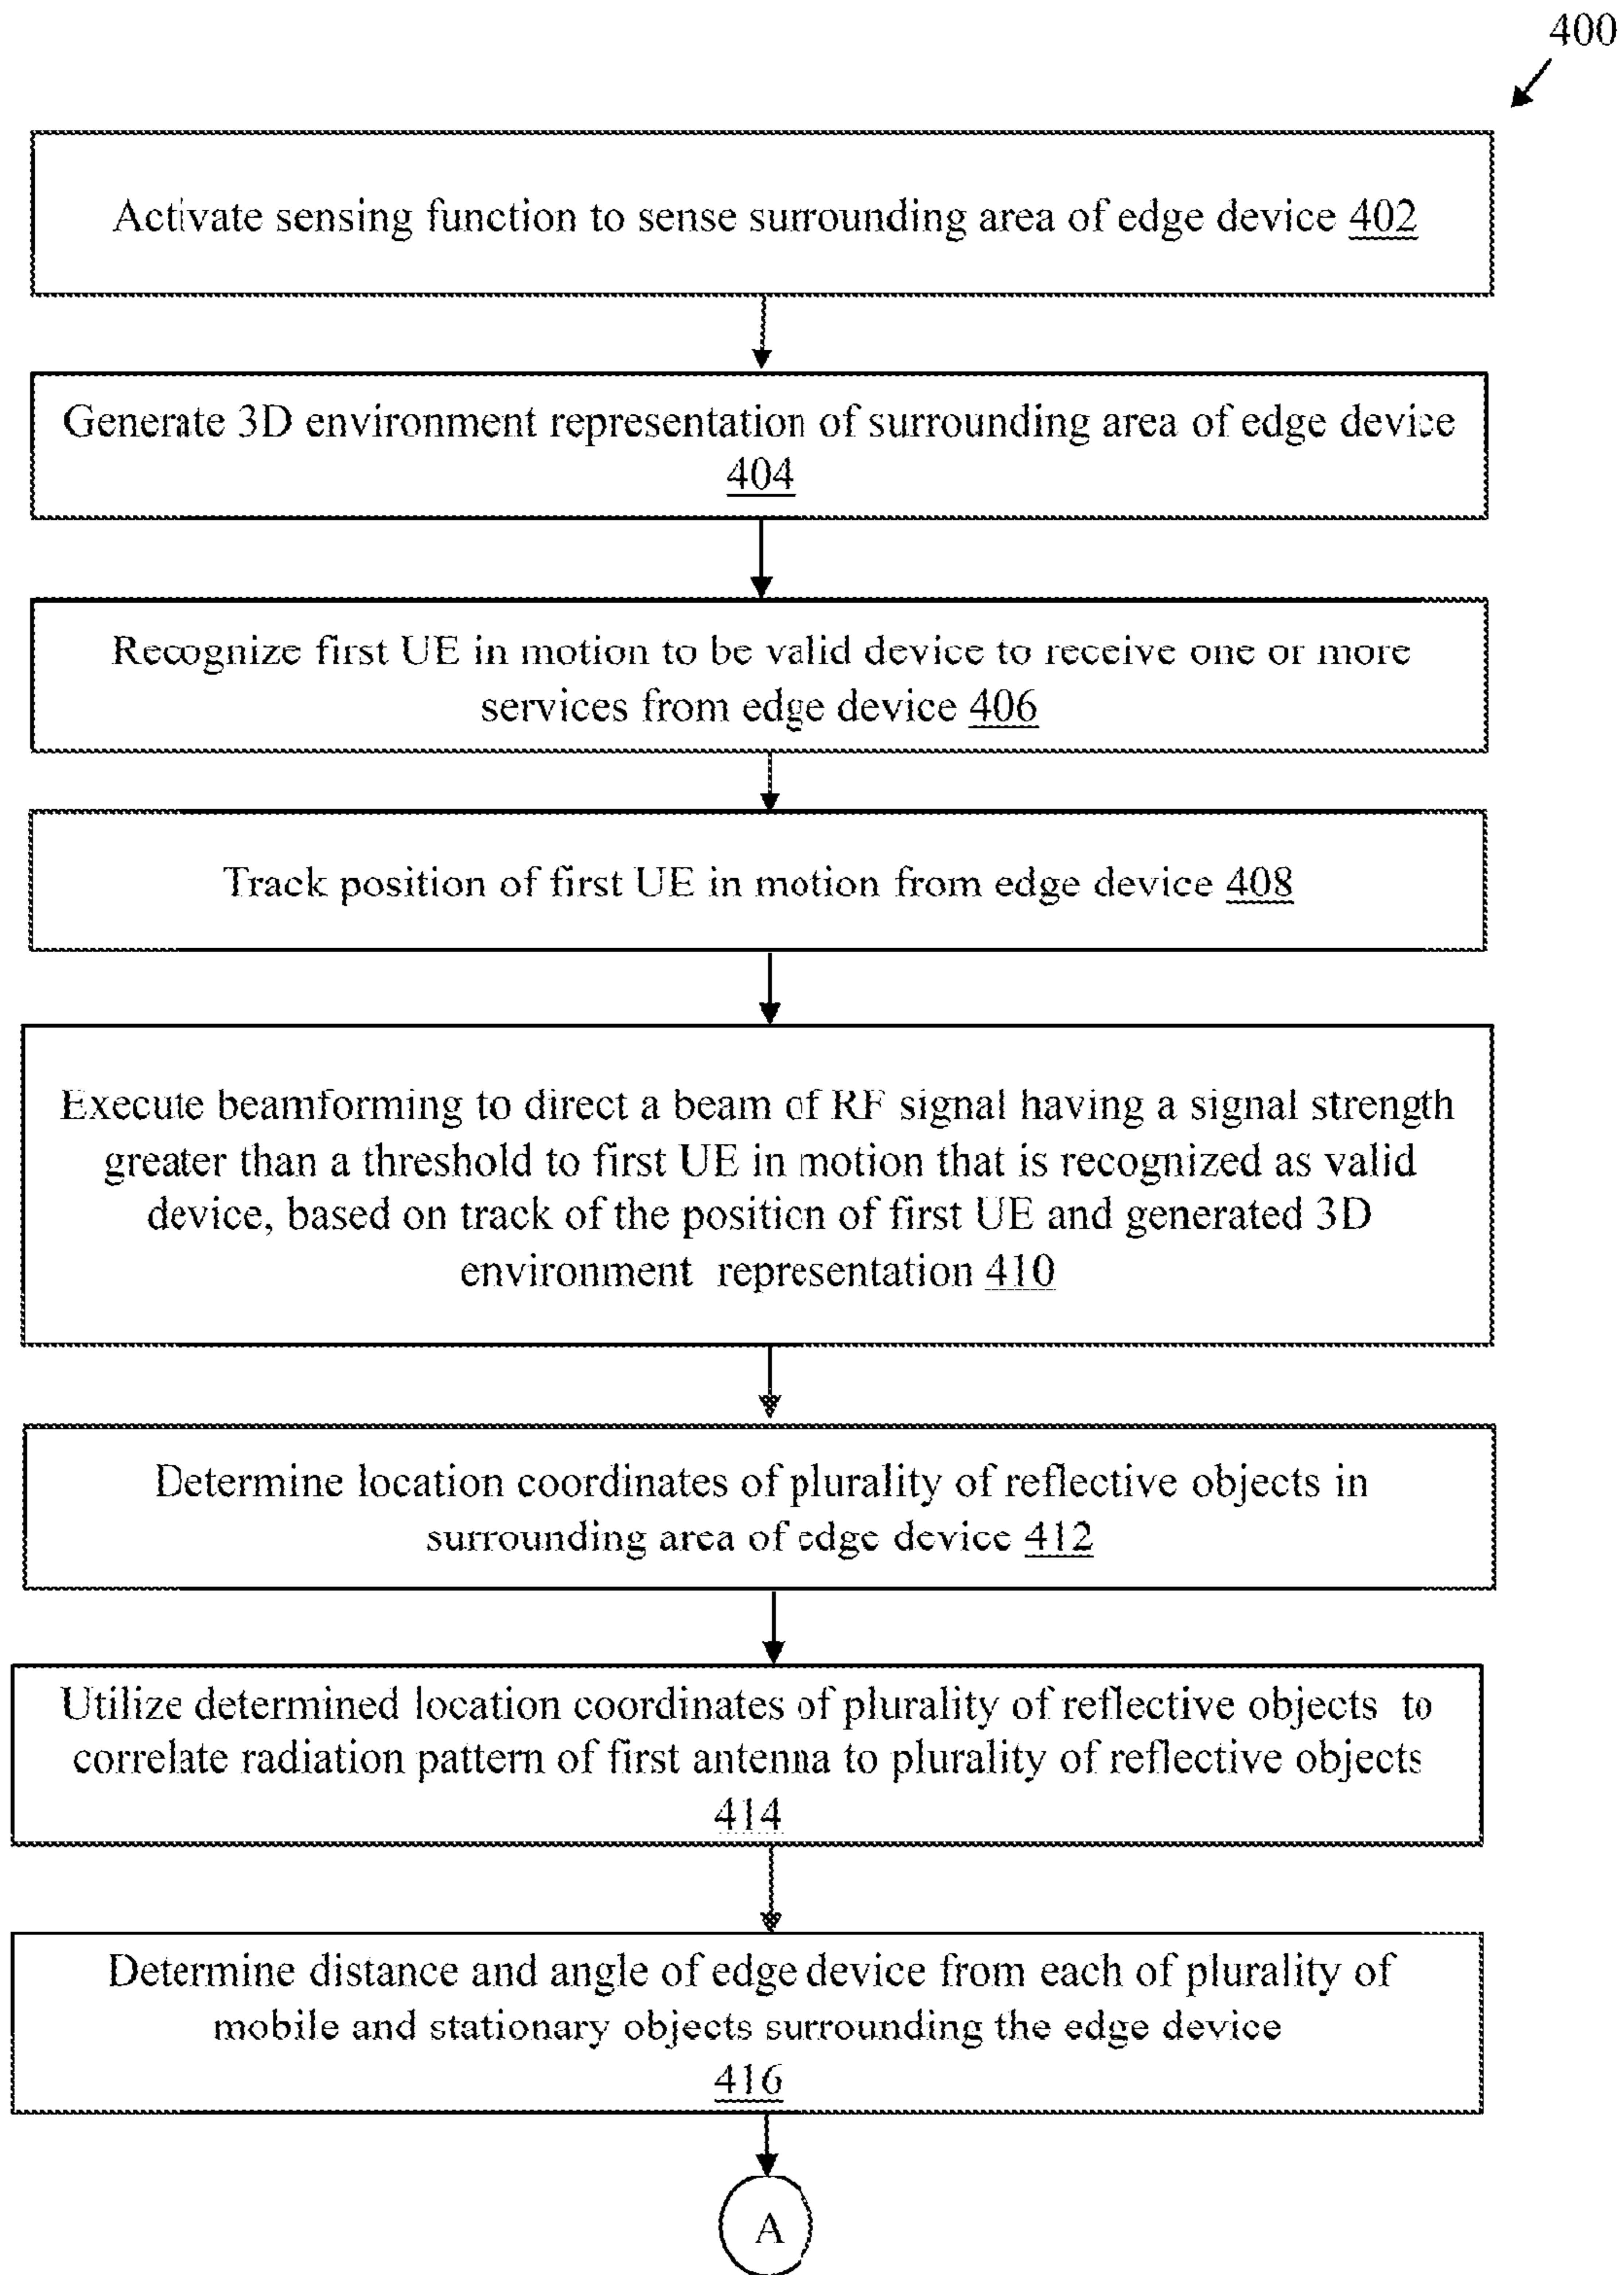 400
Activate sensing function to sense surrounding area of edge device 402
Generate 3D environment representation of surrounding area of edge device
404
Recognize first UE in motion to be valid device to receive one or more
services from edge device 406
Track position of first UE in motion from edge device 408
Execute beamforming to direct a beam of RF signal having a signal strength
greater than a threshold to first UE in motion that is recognized as valid
device, based on track of the position of first UE and generated 3D
environment representation 410
Determine location coordinates of plurality of reflective objects in
surrounding area of edge device 412
Utilize determined location coordinates of plurality of reflective objects to
correlate radiation pattern of first antenna to plurality of reflective objects
414
Determine distance and angle of edge device from each of plurality of
mobile and stationary objects surrounding the edge device
416
A